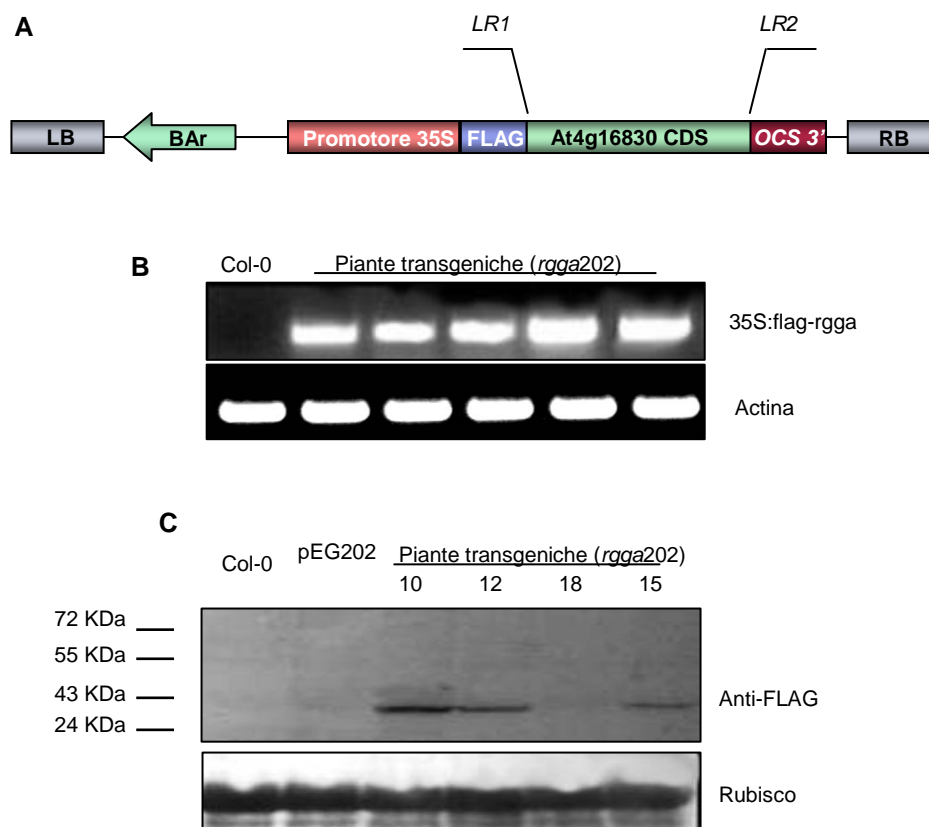 A
LR1 LR2
LB BAr Promotore 35S FLAG At4g16830 CDS OCS 3' RB
B
Col-0 Piante transgeniche (rgga202)
35S:flag-rgga
Actina
C
Col-0 pEG202 Piante transgeniche (rgga202)
10 12 18 15
72 KDa
55 KDa
43 KDa
24 KDa
Anti-FLAG
Rubisco